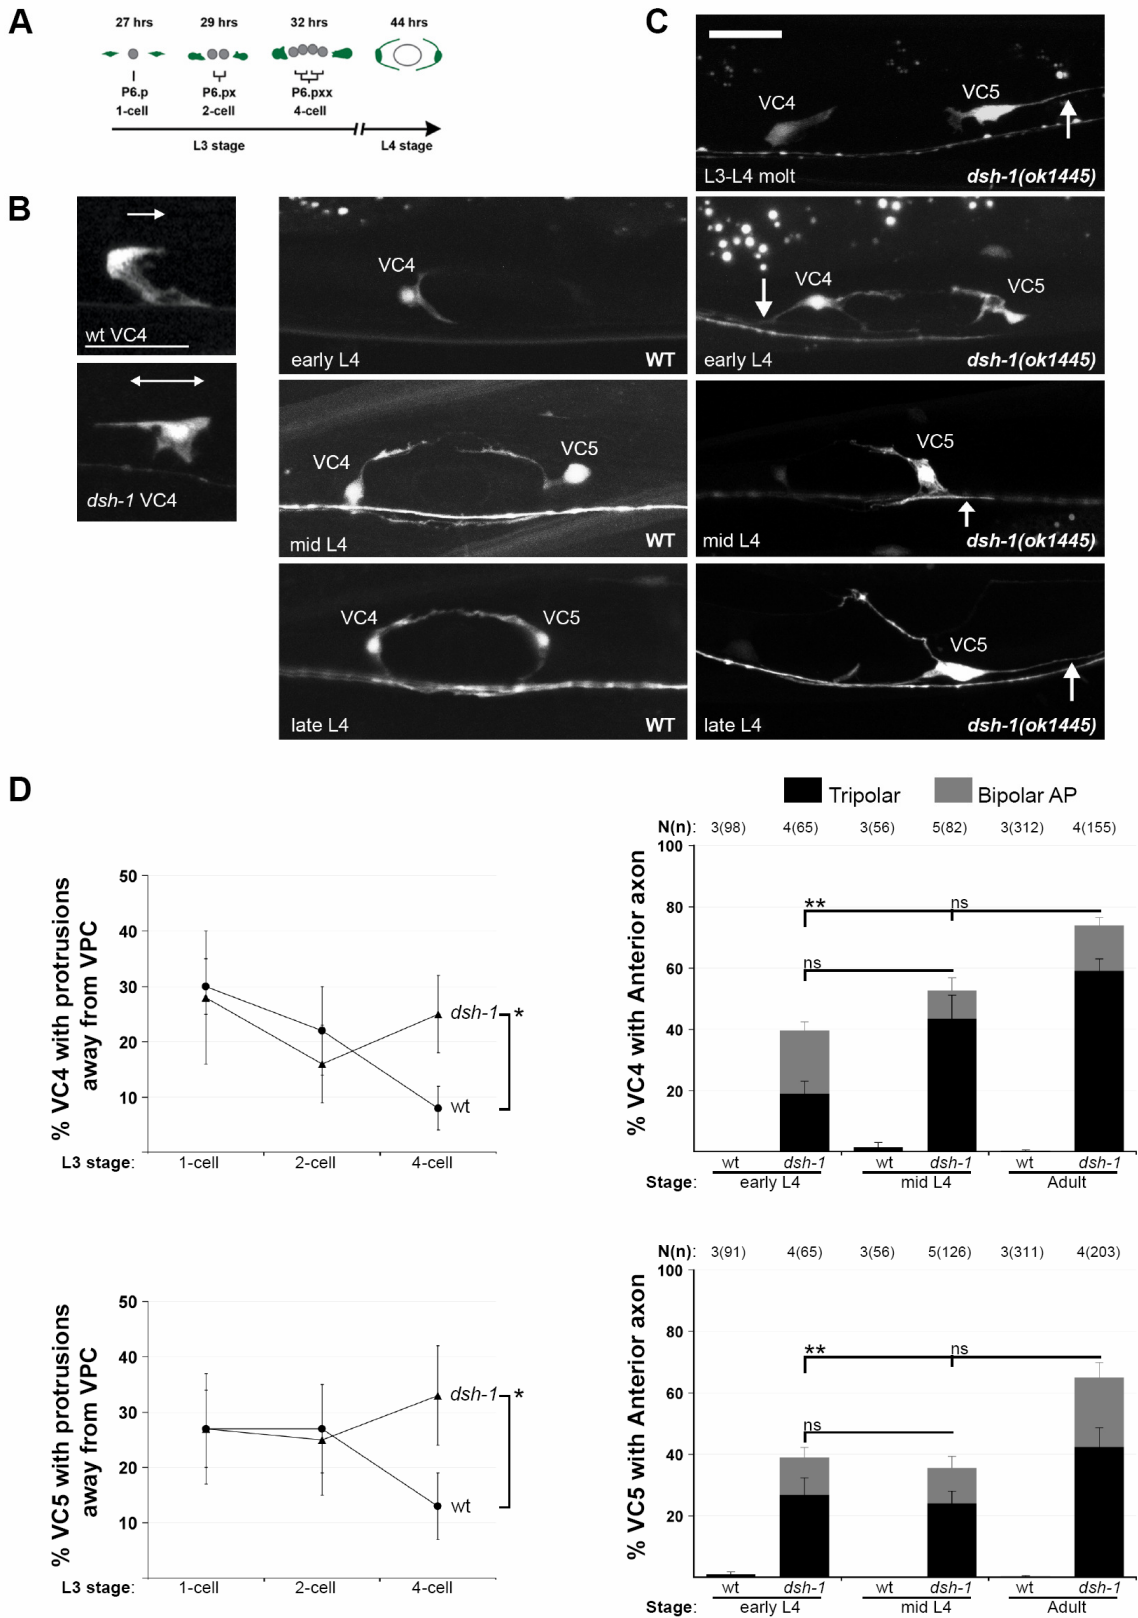 A
27 hrs 29 hrs 32 hrs 44 hrs
P6.p P6.px P6.pxx
1-cell 2-cell 4-cell
L3 stage L4 stage
B
wt VC4
dsh-1 VC4
VC4
early L4 WT
VC4 VC5
mid L4 WT
VC4 VC5
late L4 WT
C
VC4 VC5
L3-L4 molt dsh-1(ok1445)
VC4 VC5
early L4 dsh-1(ok1445)
VC5
mid L4 dsh-1(ok1445)
VC5
late L4 dsh-1(ok1445)
D
% VC4 with protrusions
away from VPC
50
40
30
20
10
dsh-1 *
wt
L3 stage: 1-cell 2-cell 4-cell
Tripolar Bipolar AP
N(n): 3(98) 4(65) 3(56) 5(82) 3(312) 4(155)
% VC4 with Anterior axon
100
80
60
40
20
** ns
ns
wt dsh-1 wt dsh-1 wt dsh-1
Stage: early L4 mid L4 Adult
% VC5 with protrusions
away from VPC
50
40
30
20
10
dsh-1 *
wt
L3 stage: 1-cell 2-cell 4-cell
N(n): 3(91) 4(65) 3(56) 5(126) 3(311) 4(203)
% VC5 with Anterior axon
100
80
60
40
20
** ns
ns
wt dsh-1 wt dsh-1 wt dsh-1
Stage: early L4 mid L4 Adult